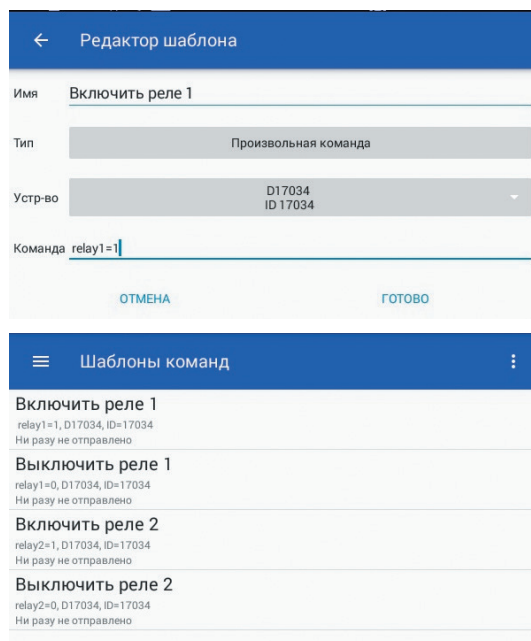 Редактор шаблона
Имя Включить реле 1
Тип Произвольная команда
Устр-во D17034
ID 17034
Команда relay1=1
ОТМЕНА ГОТОВО
Шаблоны команд
Включить реле 1
relay1=1, D17034, ID=17034
Ни разу не отправлено
Выключить реле 1
relay1=0, D17034, ID=17034
Ни разу не отправлено
Включить реле 2
relay2=1, D17034, ID=17034
Ни разу не отправлено
Выключить реле 2
relay2=0, D17034, ID=17034
Ни разу не отправлено